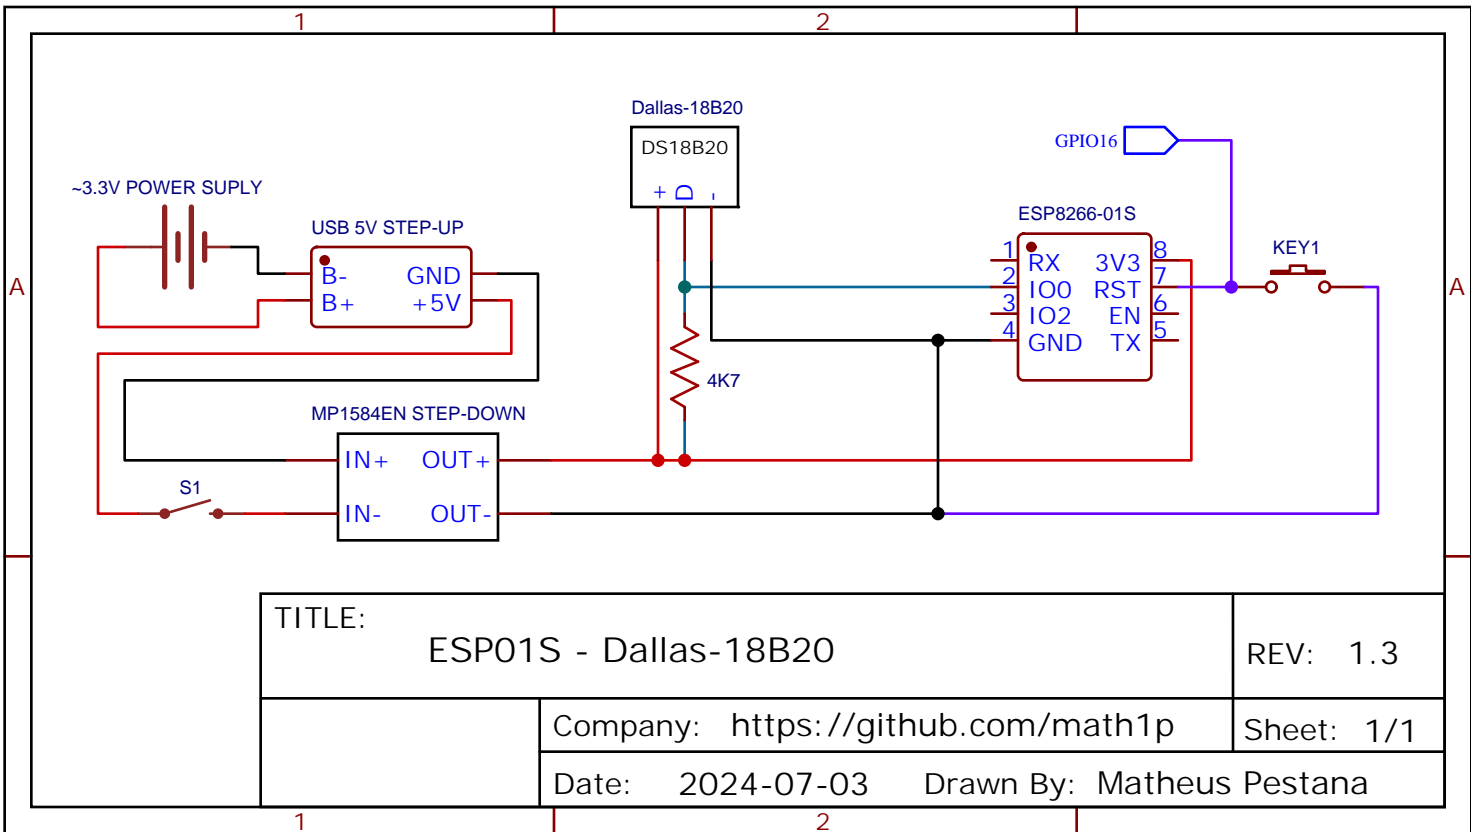 1 2
Dallas-18B20
DS18B20
+ D -
GPIO16
~3.3V POWER SUPLY
USB 5V STEP-UP
B- GND
B+ +5V
ESP8266-01S
1 RX 3V3 8
2 IO0 RST 7
3 IO2 EN 6
4 GND TX 5
KEY1
A A
4K7
MP1584EN STEP-DOWN
IN+ OUT+
S1
IN- OUT-
TITLE:
ESP01S - Dallas-18B20
REV: 1.3
Company: https://github.com/math1p
Sheet: 1/1
Date: 2024-07-03 Drawn By: Matheus Pestana
1 2